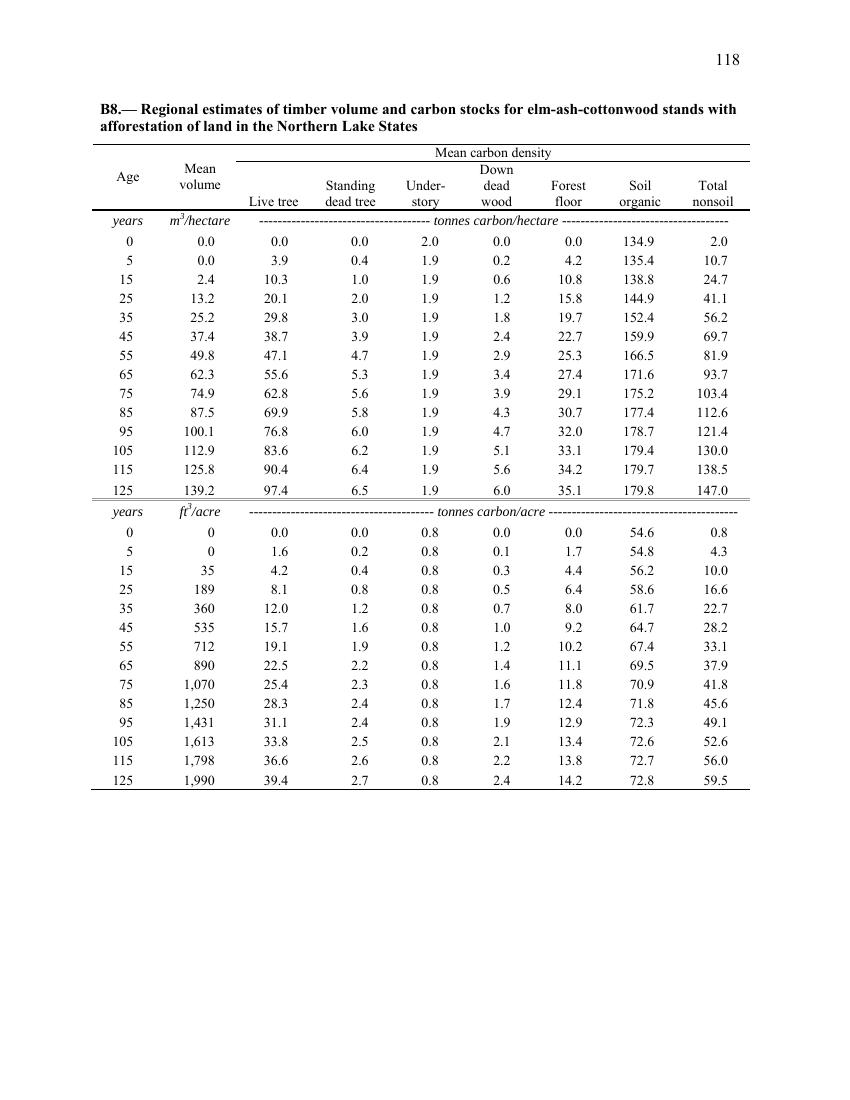 118
B8.— Regional estimates of timber volume and carbon stocks for elm-ash-cottonwood stands with
afforestation of land in the Northern Lake States
Mean carbon density
Age Mean volume Live tree Standing dead tree Under-story Down dead wood Forest floor Soil organic Total nonsoil
years m³/hectare ------------------------------------- tonnes carbon/hectare ------------------------------------
0 0.0 0.0 0.0 2.0 0.0 0.0 134.9 2.0
5 0.0 3.9 0.4 1.9 0.2 4.2 135.4 10.7
15 2.4 10.3 1.0 1.9 0.6 10.8 138.8 24.7
25 13.2 20.1 2.0 1.9 1.2 15.8 144.9 41.1
35 25.2 29.8 3.0 1.9 1.8 19.7 152.4 56.2
45 37.4 38.7 3.9 1.9 2.4 22.7 159.9 69.7
55 49.8 47.1 4.7 1.9 2.9 25.3 166.5 81.9
65 62.3 55.6 5.3 1.9 3.4 27.4 171.6 93.7
75 74.9 62.8 5.6 1.9 3.9 29.1 175.2 103.4
85 87.5 69.9 5.8 1.9 4.3 30.7 177.4 112.6
95 100.1 76.8 6.0 1.9 4.7 32.0 178.7 121.4
105 112.9 83.6 6.2 1.9 5.1 33.1 179.4 130.0
115 125.8 90.4 6.4 1.9 5.6 34.2 179.7 138.5
125 139.2 97.4 6.5 1.9 6.0 35.1 179.8 147.0
years ft³/acre ---------------------------------------- tonnes carbon/acre -----------------------------------------
0 0 0.0 0.0 0.8 0.0 0.0 54.6 0.8
5 0 1.6 0.2 0.8 0.1 1.7 54.8 4.3
15 35 4.2 0.4 0.8 0.3 4.4 56.2 10.0
25 189 8.1 0.8 0.8 0.5 6.4 58.6 16.6
35 360 12.0 1.2 0.8 0.7 8.0 61.7 22.7
45 535 15.7 1.6 0.8 1.0 9.2 64.7 28.2
55 712 19.1 1.9 0.8 1.2 10.2 67.4 33.1
65 890 22.5 2.2 0.8 1.4 11.1 69.5 37.9
75 1,070 25.4 2.3 0.8 1.6 11.8 70.9 41.8
85 1,250 28.3 2.4 0.8 1.7 12.4 71.8 45.6
95 1,431 31.1 2.4 0.8 1.9 12.9 72.3 49.1
105 1,613 33.8 2.5 0.8 2.1 13.4 72.6 52.6
115 1,798 36.6 2.6 0.8 2.2 13.8 72.7 56.0
125 1,990 39.4 2.7 0.8 2.4 14.2 72.8 59.5